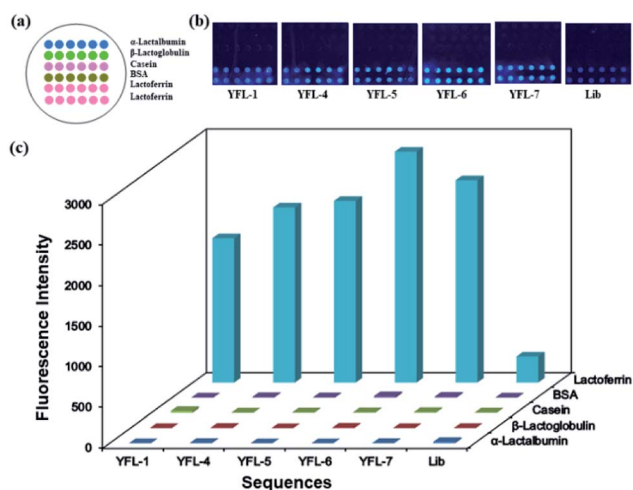 (a)
α-Lactalbumin
β-Lactoglobulin
Casein
BSA
Lactoferrin
Lactoferrin
(b)
YFL-1 YFL-4 YFL-5 YFL-6 YFL-7 Lib
(c)
Fluorescence Intensity
3000
2500
2000
1500
1000
500
0
Lactoferrin
BSA
Casein
β-Lactoglobulin
α-Lactalbumin
YFL-1 YFL-4 YFL-5 YFL-6 YFL-7 Lib
Sequences